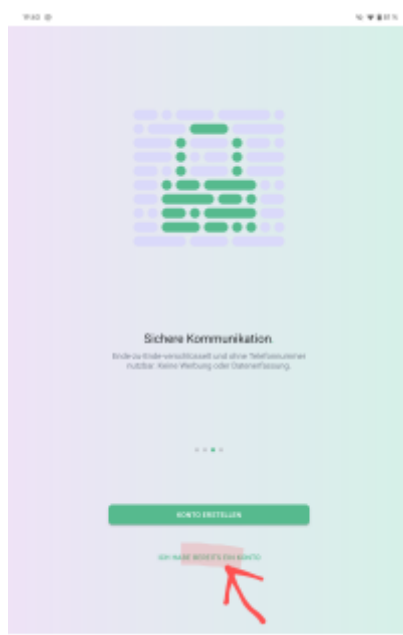 Sichere Kommunikation.
Ende-zu-Ende-verschlüsselt und ohne Telefonnummer
nutzbar. Keine Werbung oder Datenerfassung.
KONTO ERSTELLEN
ICH HABE BEREITS EIN KONTO